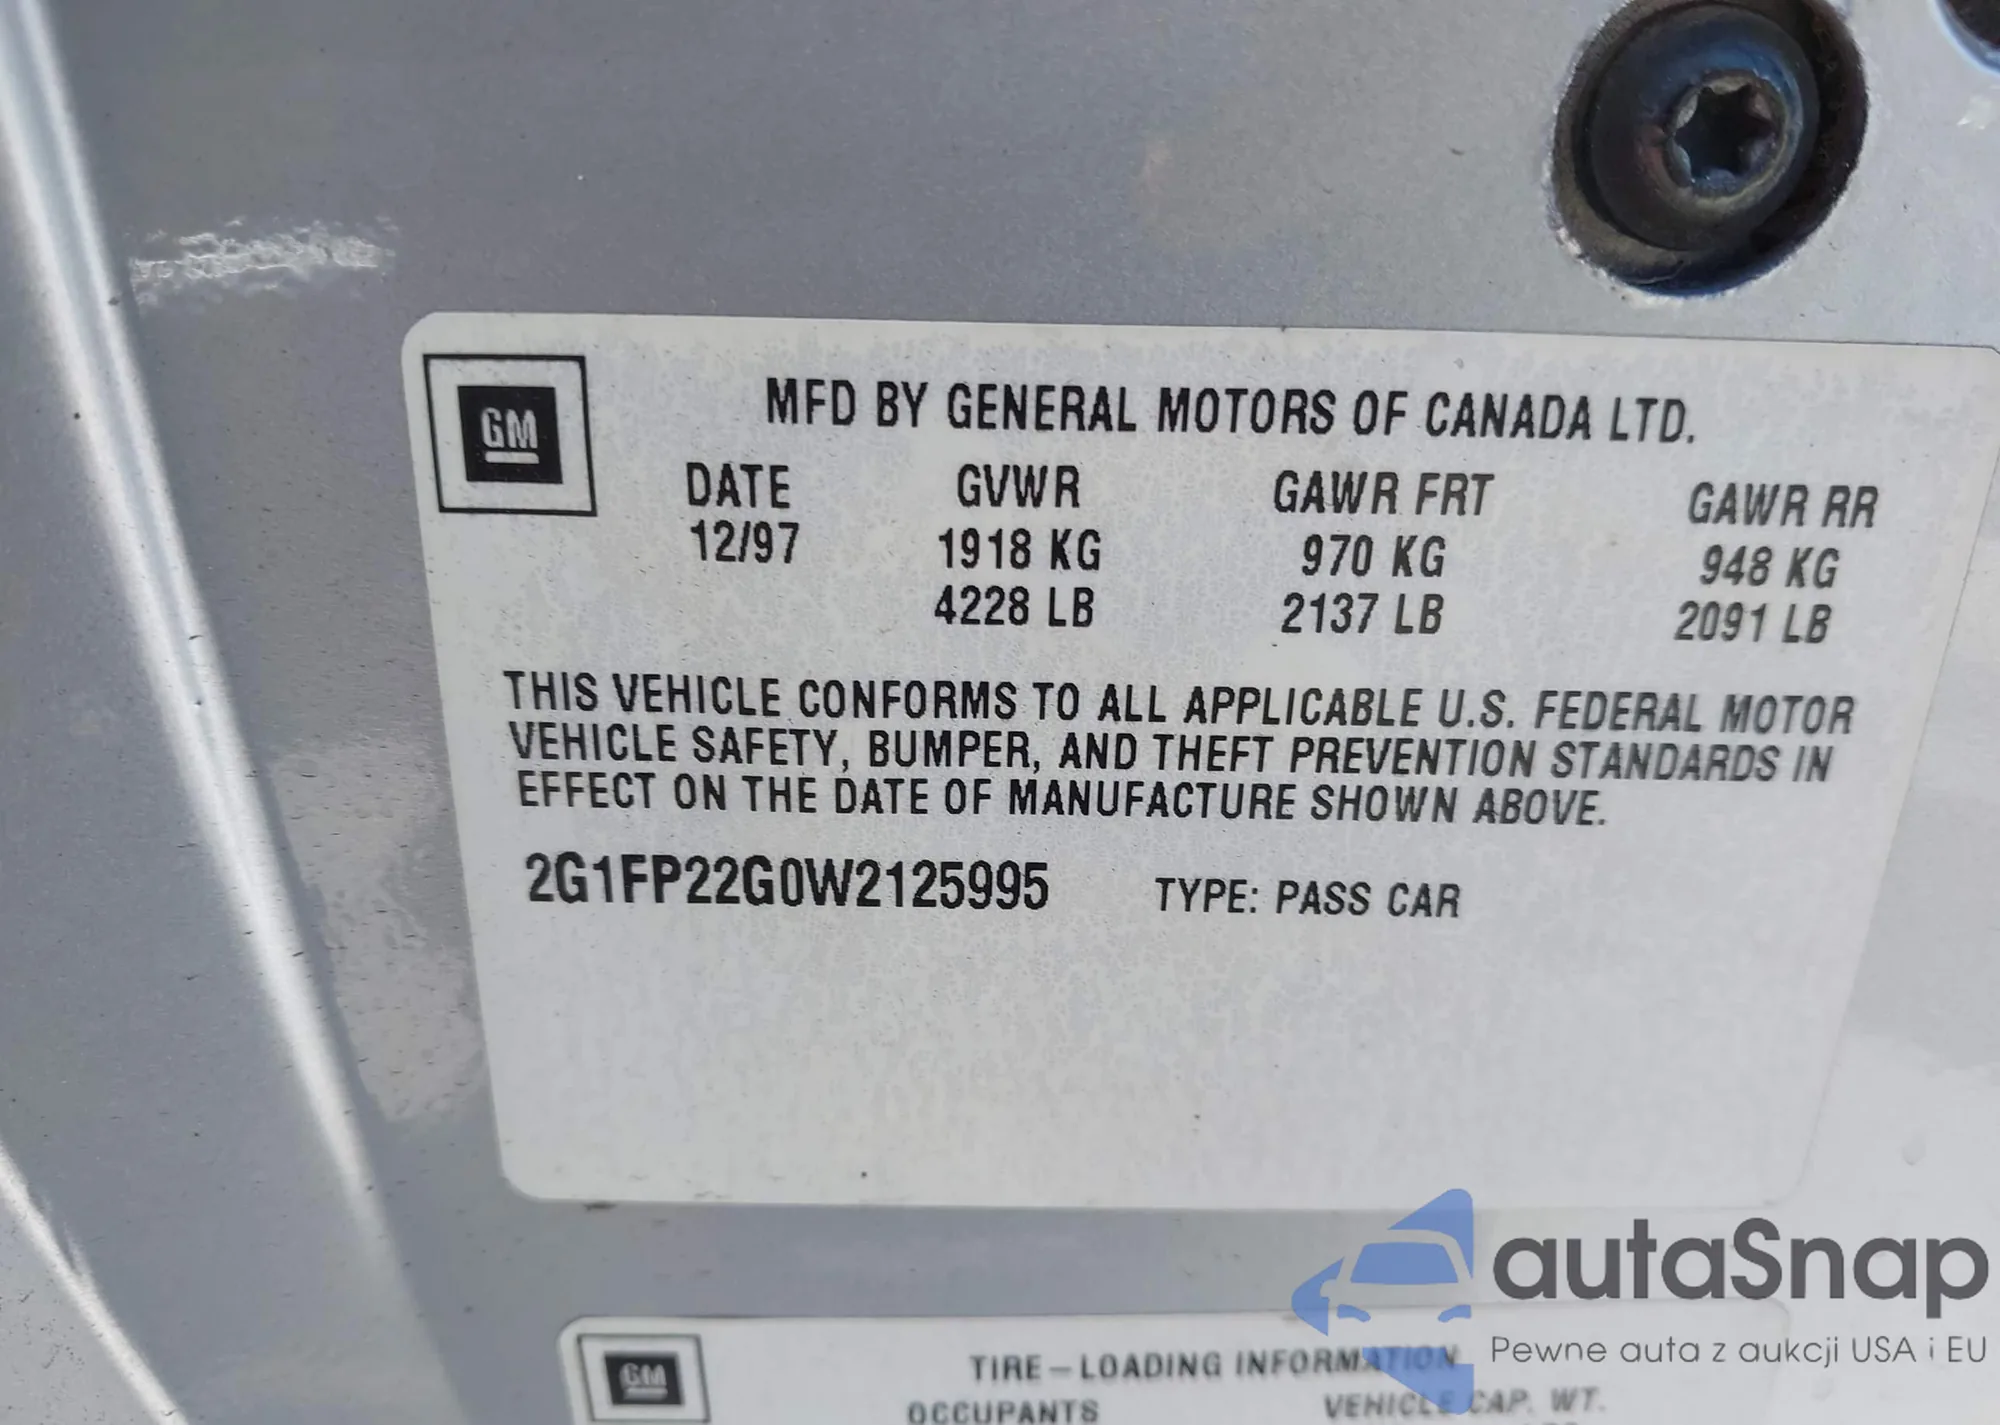 GM
MFD BY GENERAL MOTORS OF CANADA LTD.
DATE GVWR GAWR FRT GAWR RR
12/97 1918 KG 970 KG 948 KG
4228 LB 2137 LB 2091 LB
THIS VEHICLE CONFORMS TO ALL APPLICABLE U.S. FEDERAL MOTOR
VEHICLE SAFETY, BUMPER, AND THEFT PREVENTION STANDARDS IN
EFFECT ON THE DATE OF MANUFACTURE SHOWN ABOVE.
2G1FP22G0W2125995 TYPE: PASS CAR
autaSnap
Pewne auta z aukcji USA i EU
GM
TIRE-LOADING INFORMATION
OCCUPANTS VEHICLE CAP. WT.